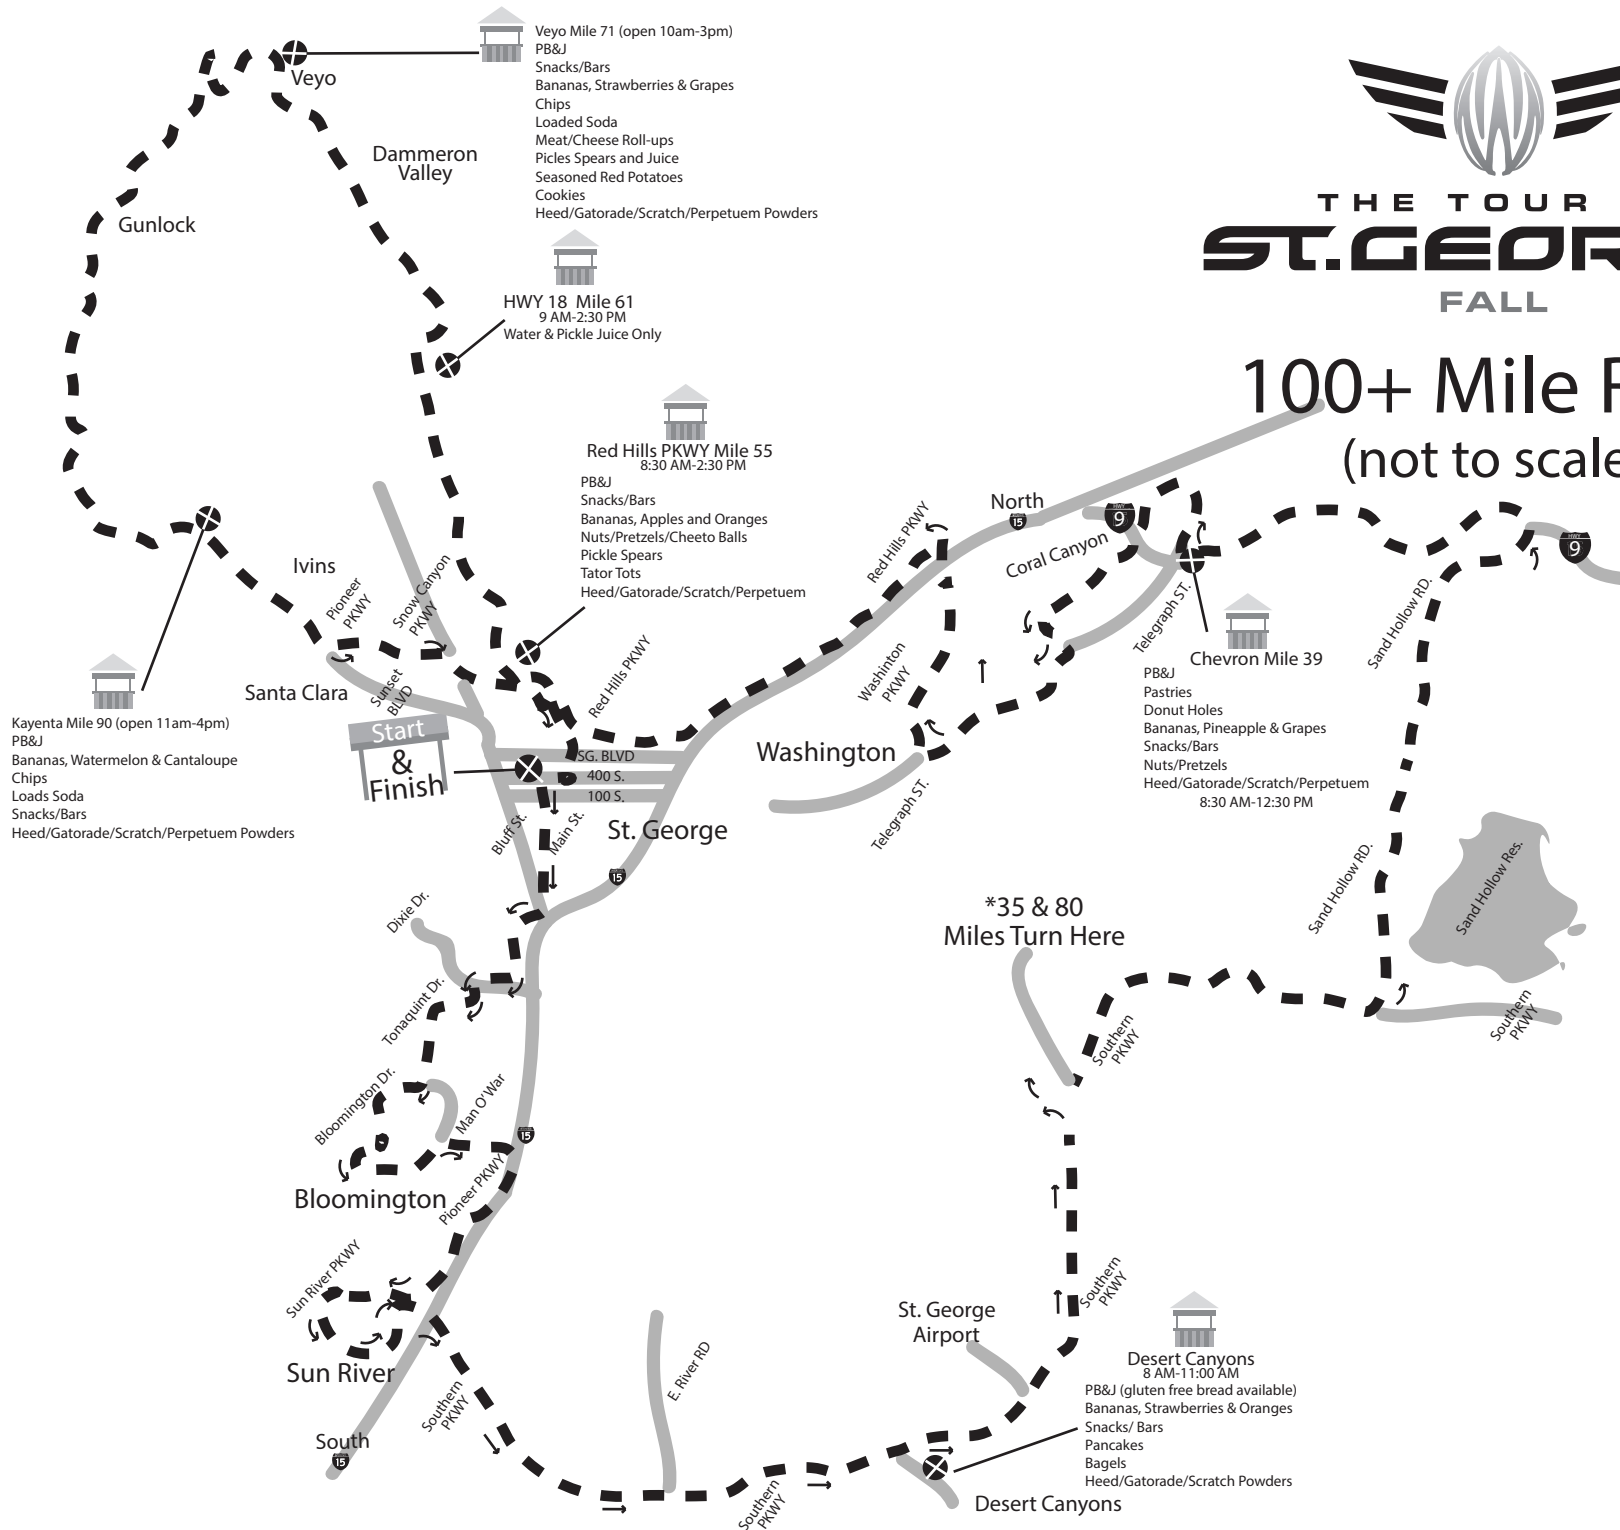 THE TOUR
ST.GEOR
FALL
100+ Mile
(not to scale
Veyo Mile 71 (open 10am-3pm)
PB&J
Snacks/Bars
Bananas, Strawberries & Grapes
Chips
Loaded Soda
Meat/Cheese Roll-ups
Picles Spears and Juice
Seasoned Red Potatoes
Cookies
Heed/Gatorade/Scratch/Perpetuem Powders
Veyo
Dammeron
Valley
Gunlock
HWY 18 Mile 61
9 AM-2:30 PM
Water & Pickle Juice Only
Red Hills PKWY Mile 55
8:30 AM-2:30 PM
PB&J
Snacks/Bars
Bananas, Apples and Oranges
Nuts/Pretzels/Cheeto Balls
Pickle Spears
Tator Tots
Heed/Gatorade/Scratch/Perpetuem
North
15
HWY
9
HWY
9
Red Hills PKWY
Coral Canyon
Telegraph ST.
Sand Hollow RD.
Ivins
Pioneer
PKWY
Snow Canyon
PKWY
Chevron Mile 39
PB&J
Pastries
Donut Holes
Bananas, Pineapple & Grapes
Snacks/Bars
Nuts/Pretzels
Heed/Gatorade/Scratch/Perpetuem
8:30 AM-12:30 PM
Red Hills PKWY
Washinton
PKWY
Santa Clara
Sunset
BLVD
Kayenta Mile 90 (open 11am-4pm)
PB&J
Bananas, Watermelon & Cantaloupe
Chips
Loads Soda
Snacks/Bars
Heed/Gatorade/Scratch/Perpetuem Powders
Start
&
Finish
SG. BLVD
400 S.
100 S.
Washington
Telegraph ST.
Bluff St.
Main St.
St. George
15
Sand Hollow RD.
Sand Hollow Res.
Dixie Dr.
*35 & 80
Miles Turn Here
Tonaquint Dr.
Southern
PKWY
Southern
PKWY
Bloomington Dr.
Man O' War
15
Pioneer PKWY
Bloomington
Sun River PKWY
Southern
PKWY
St. George
Airport
Sun River
Southern
PKWY
E. River RD
Desert Canyons
8 AM-11:00 AM
PB&J (gluten free bread available)
Bananas, Strawberries & Oranges
Snacks/ Bars
Pancakes
Bagels
Heed/Gatorade/Scratch Powders
South
15
Southern
PKWY
Desert Canyons